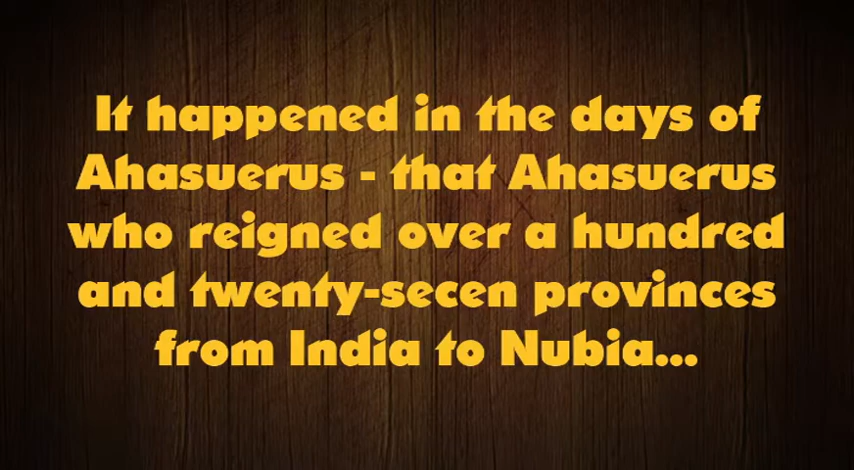 It happened in the days of
Ahasuerus - that Ahasuerus
who reigned over a hundred
and twenty-secen provinces
from India to Nubia...